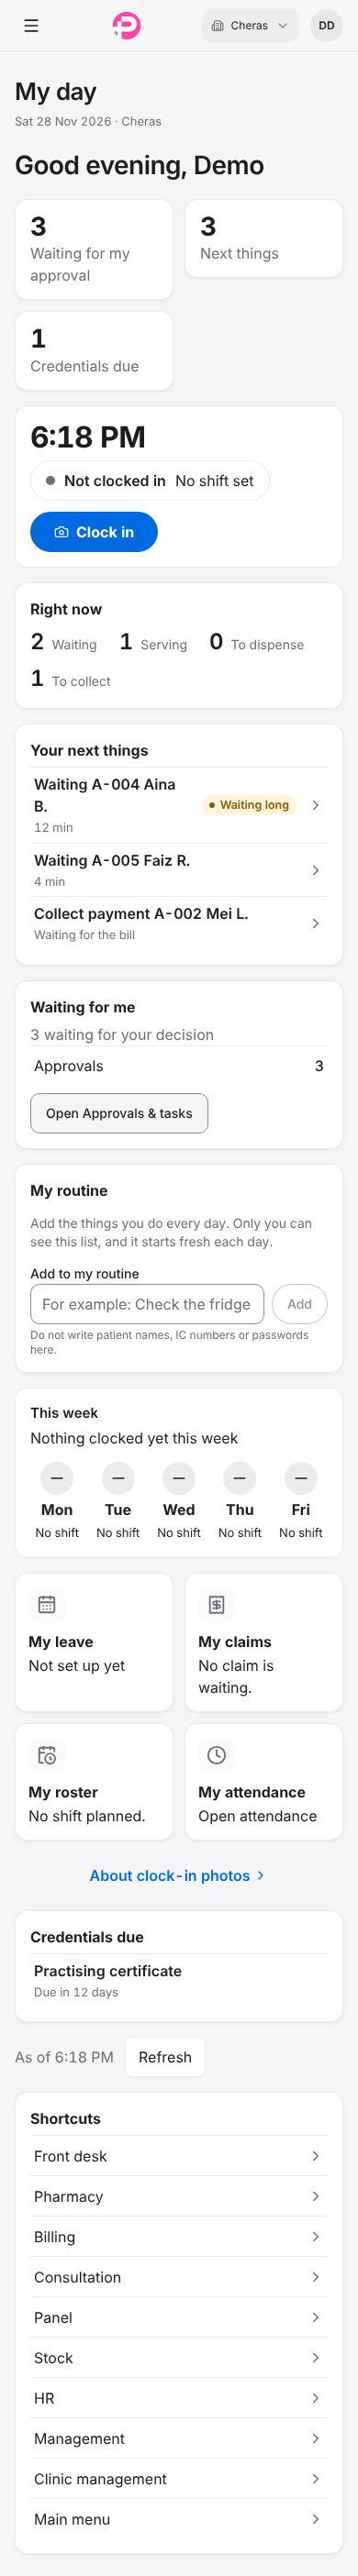 Cheras
DD
My day
Sat 28 Nov 2026 · Cheras
Good evening, Demo
3
Waiting for my
approval
3
Next things
1
Credentials due
6:18 PM
Not clocked in No shift set
Clock in
Right now
2 Waiting 1 Serving 0 To dispense
1 To collect
Your next things
Waiting A-004 Aina
B.
Waiting long
12 min
Waiting A-005 Faiz R.
4 min
Collect payment A-002 Mei L.
Waiting for the bill
Waiting for me
3 waiting for your decision
Approvals 3
Open Approvals & tasks
My routine
Add the things you do every day. Only you can
see this list, and it starts fresh each day.
Add to my routine
For example: Check the fridge
Add
Do not write patient names, IC numbers or passwords
here.
This week
Nothing clocked yet this week
Mon Tue Wed Thu Fri
No shift No shift No shift No shift No shift
My leave
Not set up yet
My claims
No claim is
waiting.
My roster
No shift planned.
My attendance
Open attendance
About clock-in photos
Credentials due
Practising certificate
Due in 12 days
As of 6:18 PM Refresh
Shortcuts
Front desk
Pharmacy
Billing
Consultation
Panel
Stock
HR
Management
Clinic management
Main menu